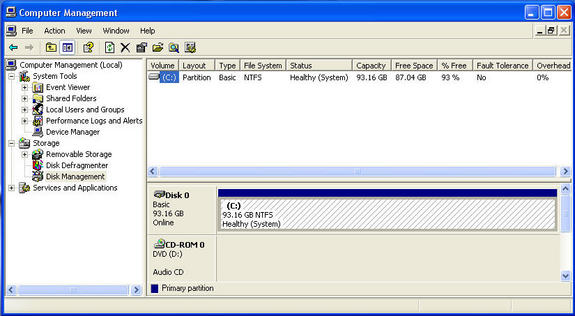 Computer Management
File Action View Window Help
Computer Management (Local)
System Tools
Event Viewer
Shared Folders
Local Users and Groups
Performance Logs and Alerts
Device Manager
Storage
Removable Storage
Disk Defragmenter
Disk Management
Services and Applications
Volume Layout Type File System Status Capacity Free Space % Free Fault Tolerance Overhead
(C:) Partition Basic NTFS Healthy (System) 93.16 GB 87.04 GB 93 % No 0%
Disk 0
Basic
93.16 GB
Online
(C:)
93.16 GB NTFS
Healthy (System)
CD-ROM 0
DVD (D:)
Audio CD
Primary partition